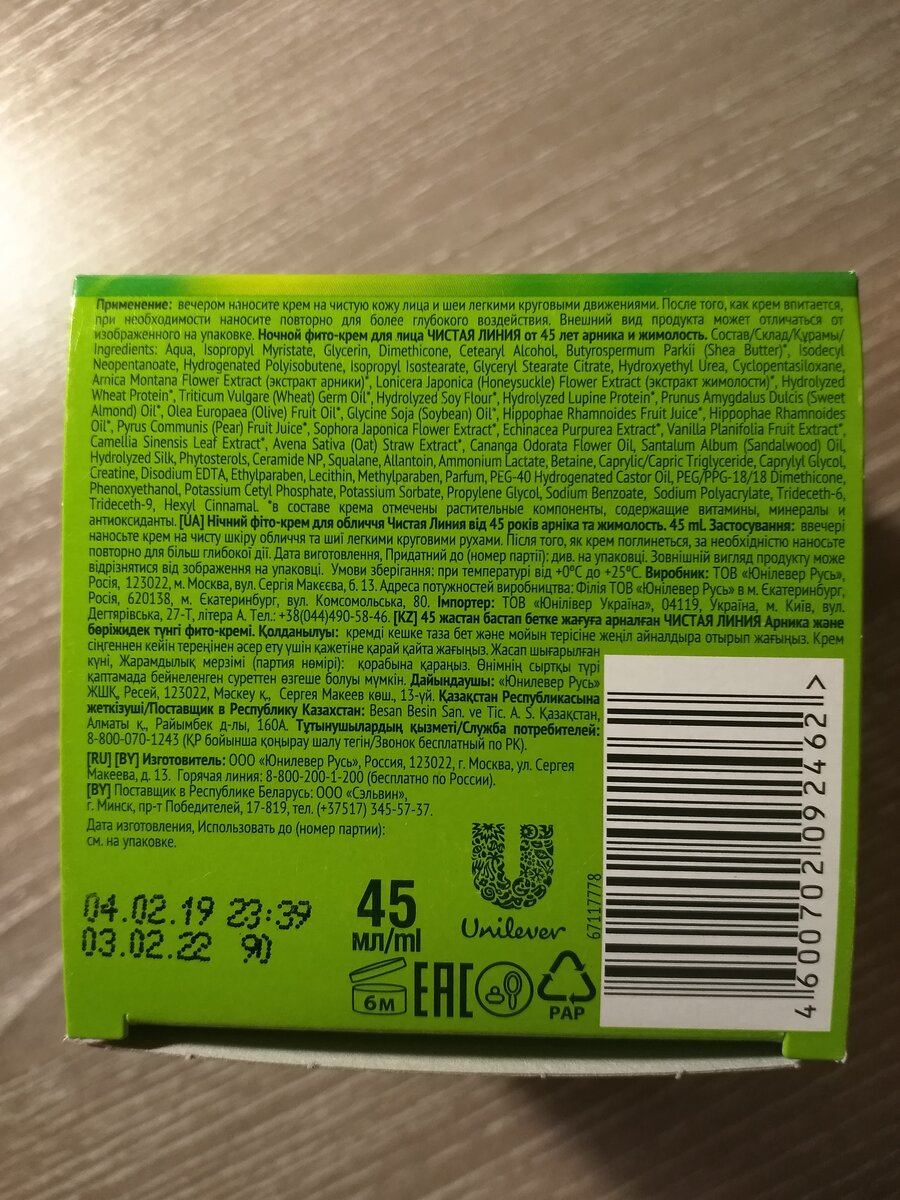 Применение: вечером наносите крем на чистую кожу лица и шеи легкими круговыми движениями. После того, как крем впитается,
при необходимости наносите повторно для более глубокого воздействия. Внешний вид продукта может отличаться от
изображенного на упаковке. Ночной фито-крем для лица ЧИСТАЯ ЛИНИЯ от 45 лет арника и жимолость. Состав/Склад/Құрамы/
Ingredients: Aqua, Isopropyl Myristate, Glycerin, Dimethicone, Cetearyl Alcohol, Butyrospermum Parkii (Shea Butter)*, Isodecyl
Neopentanoate, Hydrogenated Polyisobutene, Isopropyl Isostearate, Glyceryl Stearate Citrate, Hydroxyethyl Urea, Cyclopentasiloxane,
Arnica Montana Flower Extract (экстракт арники)*, Lonicera Japonica (Honeysuckle) Flower Extract (экстракт жимолости)*, Hydrolyzed
Wheat Protein*, Triticum Vulgare (Wheat) Germ Oil*, Hydrolyzed Soy Flour*, Hydrolyzed Lupine Protein*, Prunus Amygdalus Dulcis (Sweet
Almond) Oil*, Olea Europaea (Olive) Fruit Oil*, Glycine Soja (Soybean) Oil*, Hippophae Rhamnoides Fruit Juice*, Hippophae Rhamnoides
Oil*, Pyrus Communis (Pear) Fruit Juice*, Sophora Japonica Flower Extract*, Echinacea Purpurea Extract*, Vanilla Planifolia Fruit Extract*,
Camellia Sinensis Leaf Extract*, Avena Sativa (Oat) Straw Extract*, Cananga Odorata Flower Oil, Santalum Album (Sandalwood) Oil,
Hydrolyzed Silk, Phytosterols, Ceramide NP, Squalane, Allantoin, Ammonium Lactate, Betaine, Caprylic/Capric Triglyceride, Caprylyl Glycol,
Creatine, Disodium EDTA, Ethylparaben, Lecithin, Methylparaben, Parfum, PEG-40 Hydrogenated Castor Oil, PEG/PPG-18/18 Dimethicone,
Phenoxyethanol, Potassium Cetyl Phosphate, Potassium Sorbate, Propylene Glycol, Sodium Benzoate, Sodium Polyacrylate, Trideceth-6,
Trideceth-9, Hexyl Cinnamal. *в составе крема отмечены растительные компоненты, содержащие витамины, минералы и
антиоксиданты. [UA] Нічний фіто-крем для обличчя Чистая Линия від 45 років арніка та жимолость. 45 ml. Застосування: ввечері
наносьте крем на чисту шкіру обличчя та шиї легкими круговими рухами. Після того, як крем поглинеться, за необхідністю наносьте
повторно для більш глибокої дії. Дата виготовлення, Придатний до (номер партії): див. на упаковці. Зовнішній вигляд продукту може
відрізнятися від зображення на упаковці. Умови зберігання: при температурі від +0°C до +25°C. Виробник: ТОВ «Юнілевер Русь»,
Росія, 123022, м. Москва, вул. Сергія Макеєва, б. 13. Адреса потужностей виробництва: Філія ТОВ «Юнілевер Русь» в м. Єкатеринбург,
Росія, 620138, м. Єкатеринбург, вул. Комсомольська, 80. Імпортер: ТОВ «Юнілівер Україна», 04119, Україна, м. Київ, вул.
Дегтярівська, 27-Т, літера А. Тел.: +38(044)490-58-46. [KZ] 45 жастан бастап бетке жағуға арналған ЧИСТАЯ ЛИНИЯ Арника және
бөріжидек түнгі фито-кремі. Қолданылуы: кремді кешке таза бет және мойын терісіне жеңіл айналдыра отырып жағыңыз. Крем
сіңгеннен кейін тереңінен әсер ету үшін қажетіне қарай қайта жағыңыз. Жасап шығарылған
күні, Жарамдылық мерзімі (партия нөмірі): қорабына қараңыз. Өнімнің сыртқы түрі
қаптамада бейнеленген суреттен өзгеше болуы мүмкін. Дайындаушы: «Юнилевер Русь»
ЖШҚ, Ресей, 123022, Мәскеу қ., Сергея Макеев көш., 13-үй. Қазақстан Республикасына
жеткізуші/Поставщик в Республику Казахстан: Besan Besin San. ve Tic. A. S. Қазақстан,
Алматы қ., Райымбек д-лы, 160А. Тұтынушылардың қызметі/Служба потребителей:
8-800-070-1243 (ҚР бойынша қоңырау шалу тегін/Звонок бесплатный по РК).
[RU] [BY] Изготовитель: ООО «Юнилевер Русь», Россия, 123022, г. Москва, ул. Сергея
Макеева, д. 13. Горячая линия: 8-800-200-1-200 (бесплатно по России).
[BY] Поставщик в Республике Беларусь: ООО «Сэльвин»,
г. Минск, пр-т Победителей, 17-819, тел. (+37517) 345-57-37.
Дата изготовления, Использовать до (номер партии):
см. на упаковке.
04.02.19 23:39
03.02.22 90
45
мл/ml
Unilever
67117778
6м
EAC
PAP
4600702092462>